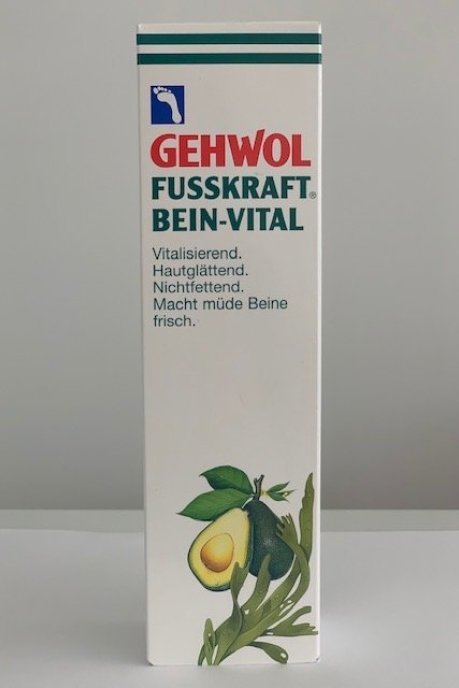 GEHWOL
FUSSKRAFT®
BEIN-VITAL
Vitalisierend.
Hautglättend.
Nichtfettend.
Macht müde Beine
frisch.